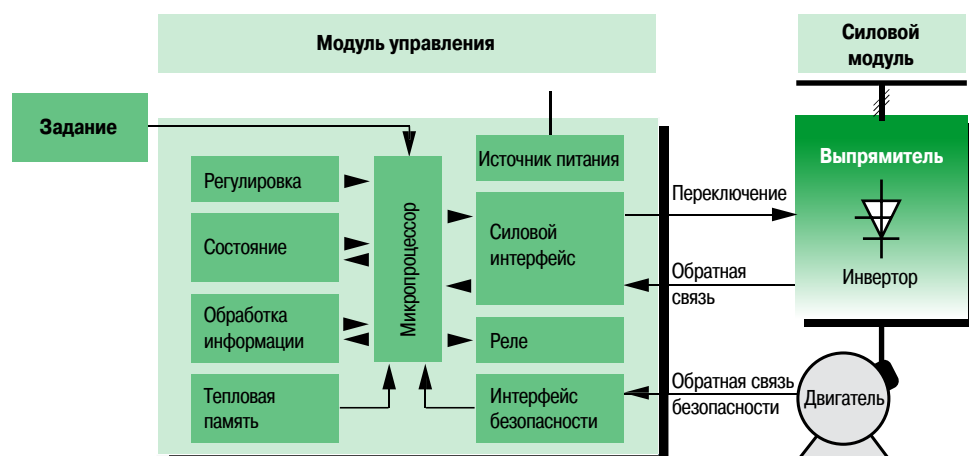 Модуль управления
Силовой
модуль
Задание
Источник питания
Выпрямитель
Регулировка
Микропроцессор
Переключение
Состояние
Силовой
интерфейс
Обратная
связь
Инвертор
Обработка
информации
Реле
Тепловая
память
Интерфейс
безопасности
Обратная связь
безопасности
Двигатель